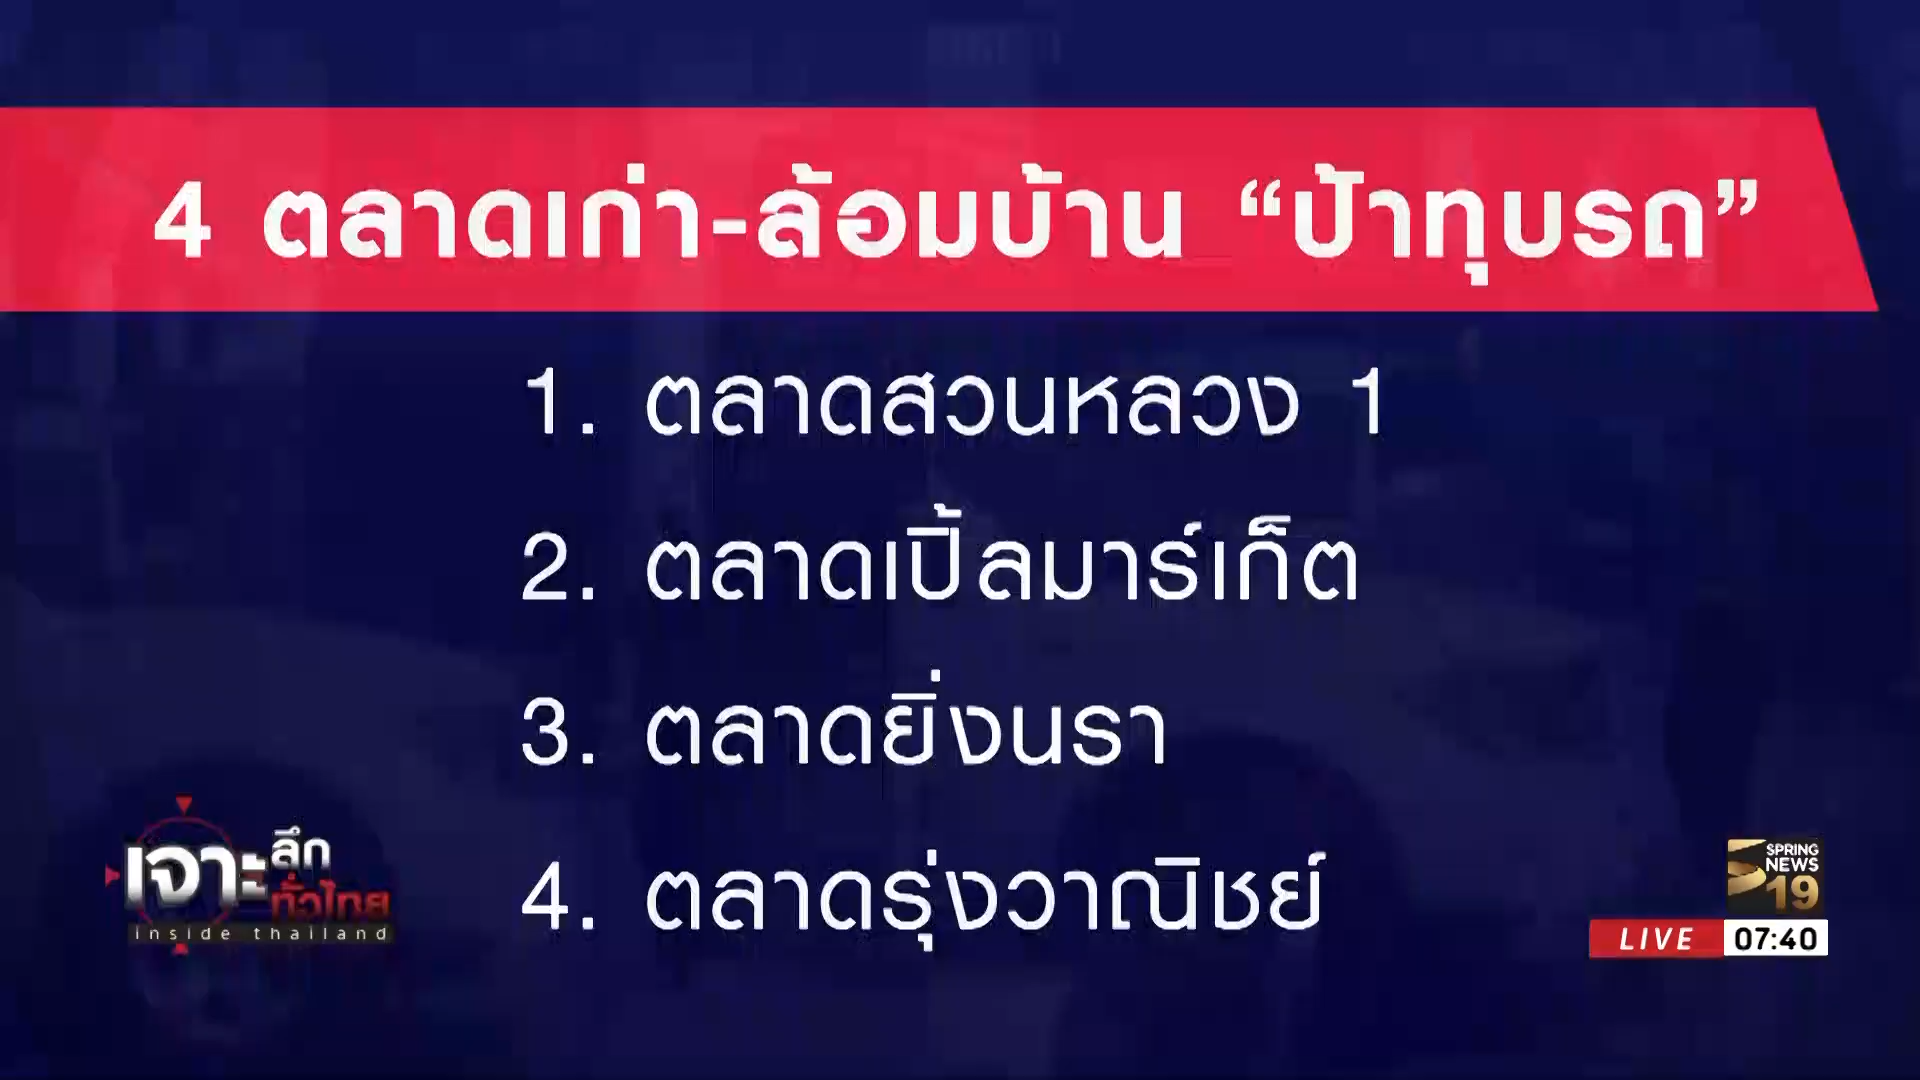 4 ตลาดเก่า-ล้อมบ้าน “ป้าทุบรถ”
1. ตลาดสวนหลวง 1
2. ตลาดเปิ้ลมาร์เก็ต
3. ตลาดยิ่งนรา
4. ตลาดรุ่งวาณิชย์
เจาะลึก
ทั่วไทย
inside thailand
SPRING
NEWS
19
LIVE 07:40